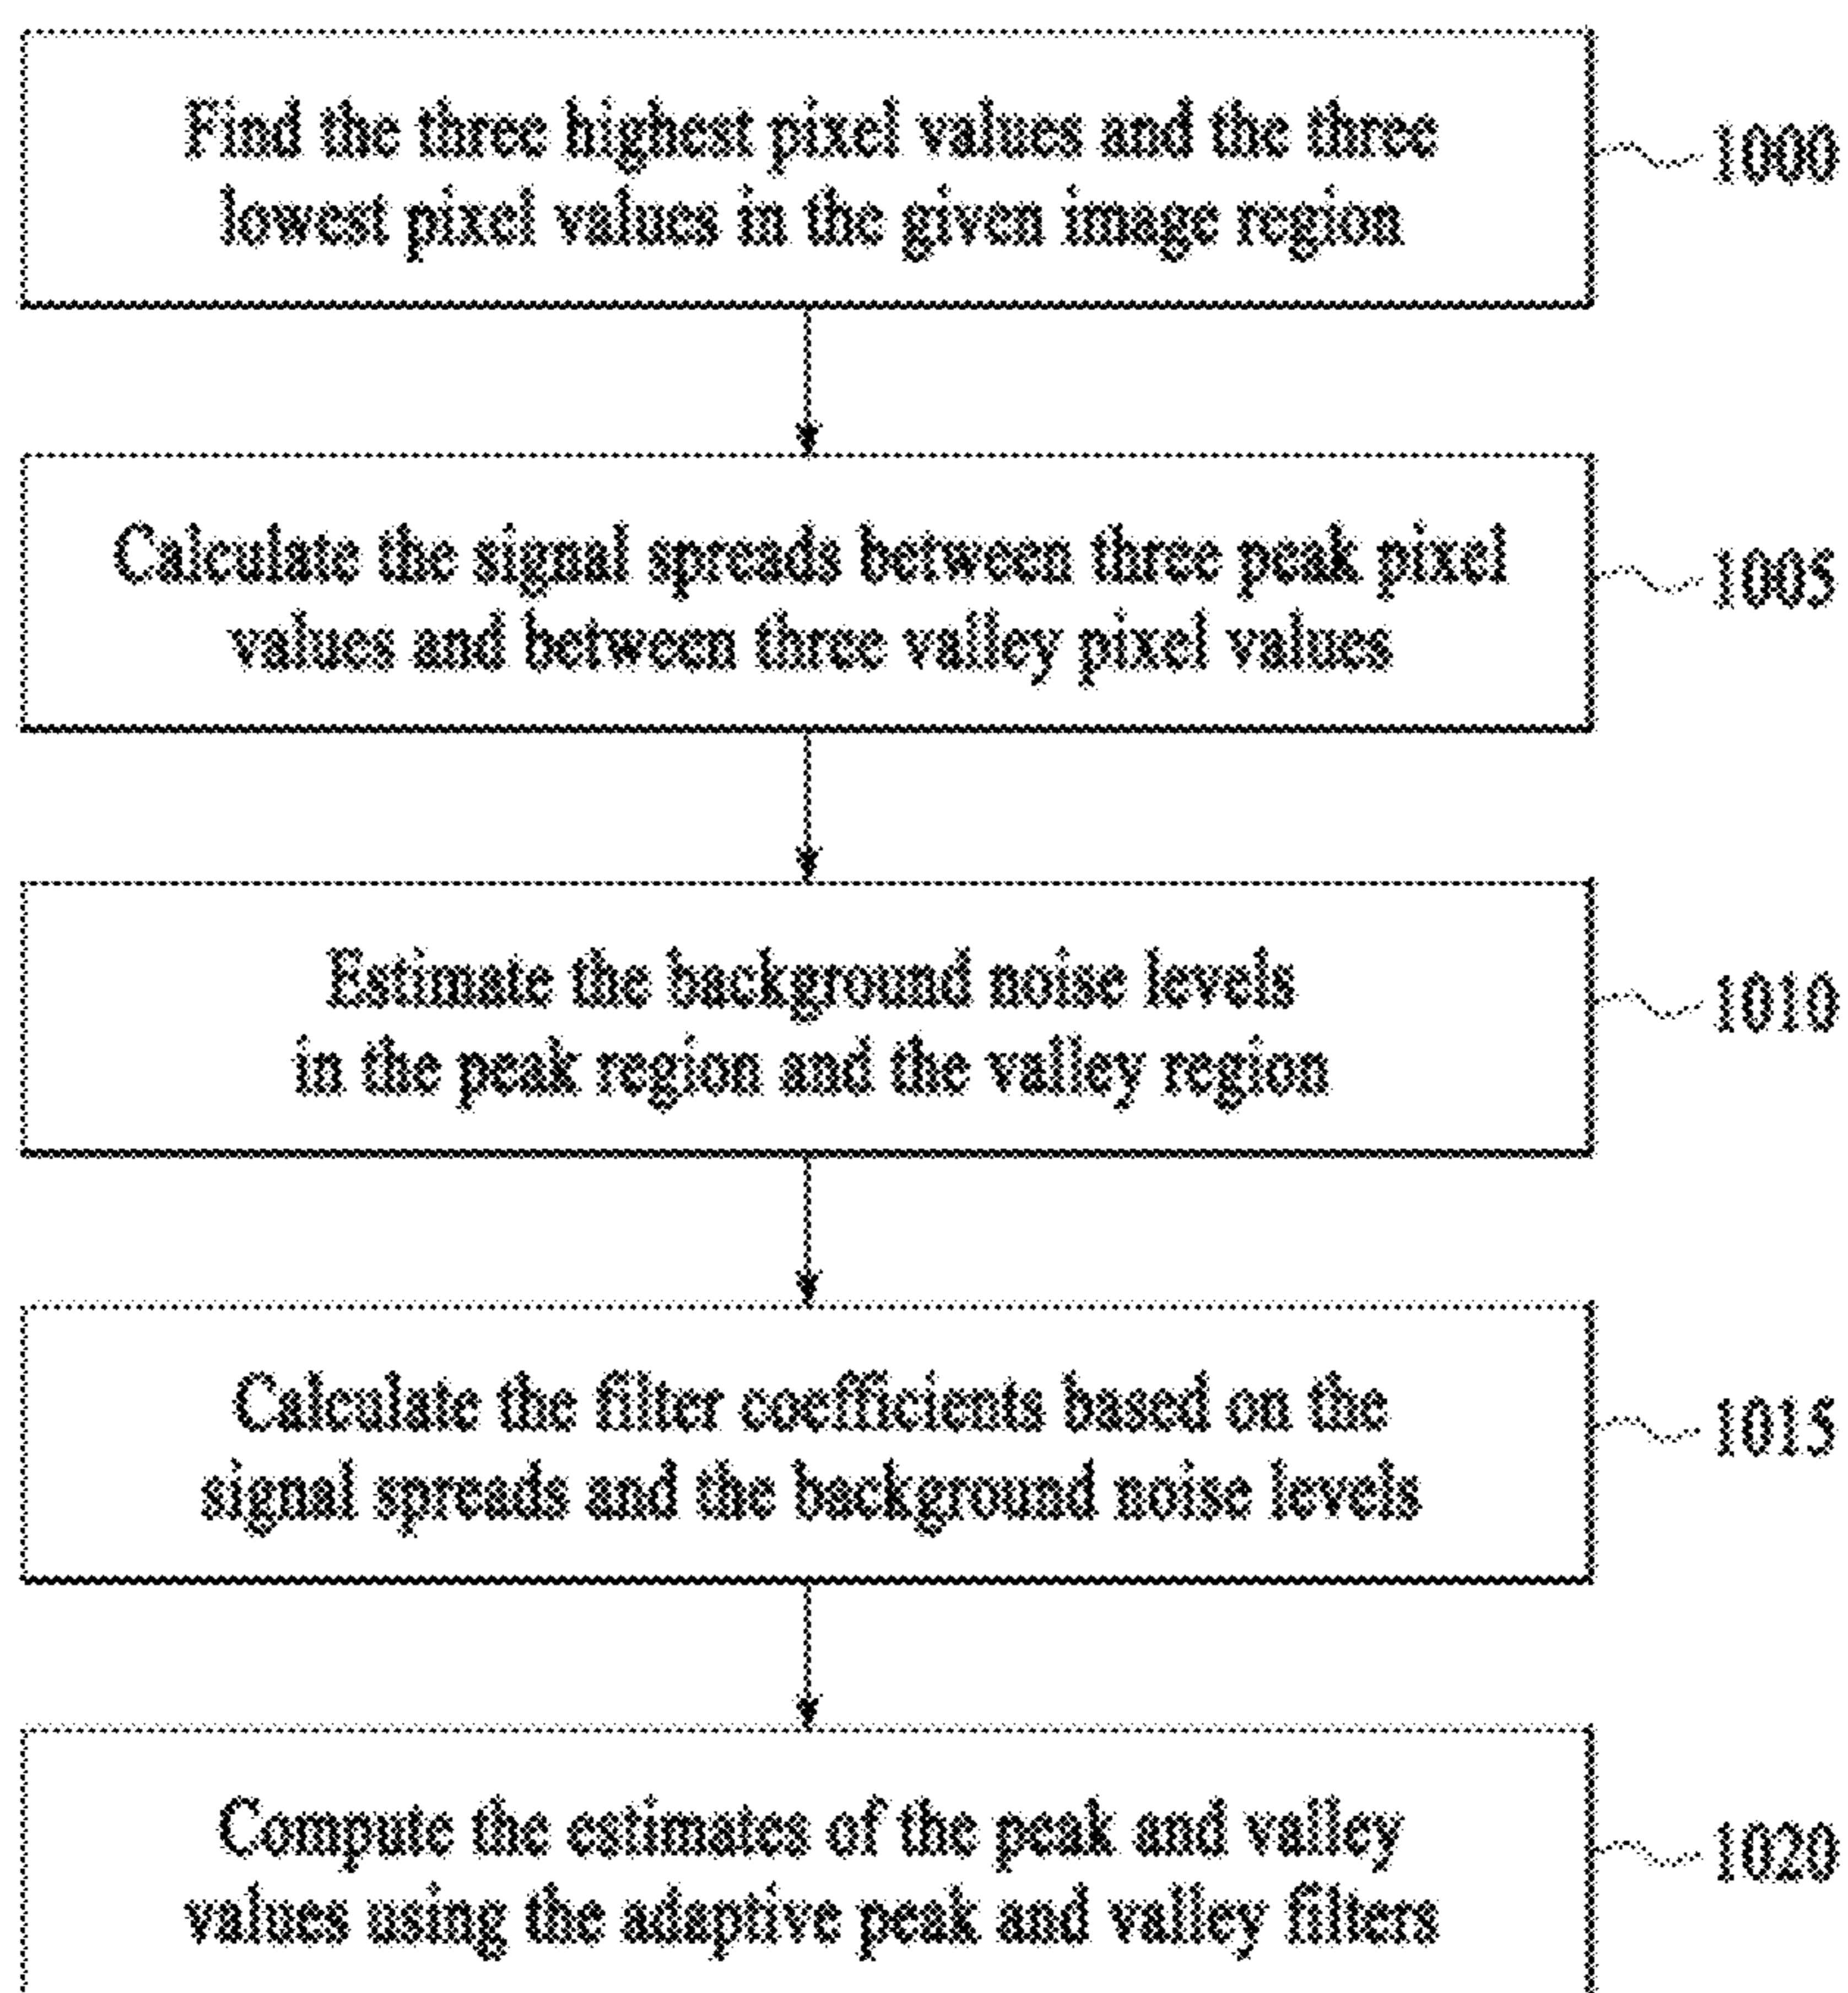 Find the three highest pixel values and the three
lowest pixel values in the given image region
1000
Calculate the signal spreads between three peak pixel
values and between three valley pixel values
1005
Estimate the background noise levels
in the peak region and the valley region
1010
Calculate the filter coefficients based on the
signal spreads and the background noise levels
1015
Compute the estimates of the peak and valley
values using the adaptive peak and valley filters
1020